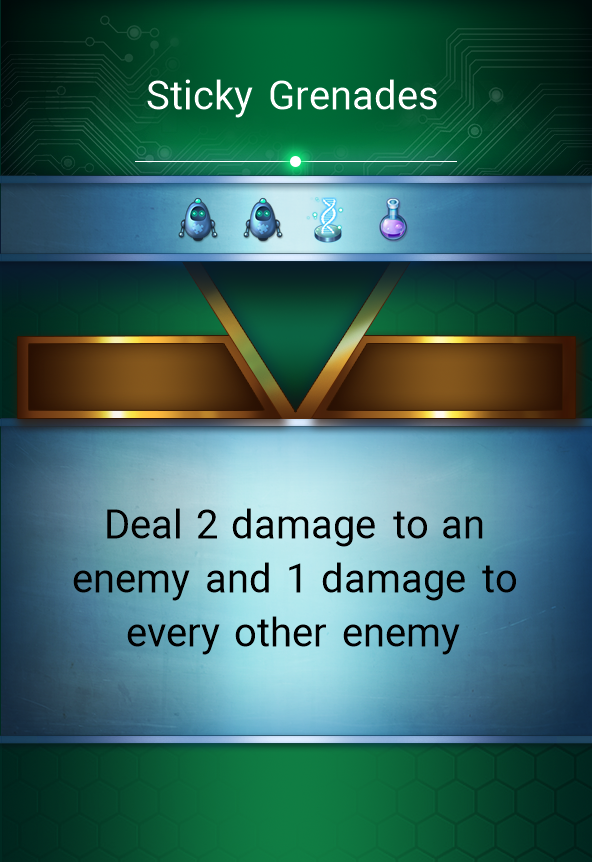 Sticky Grenades
Deal 2 damage to an
enemy and 1 damage to
every other enemy